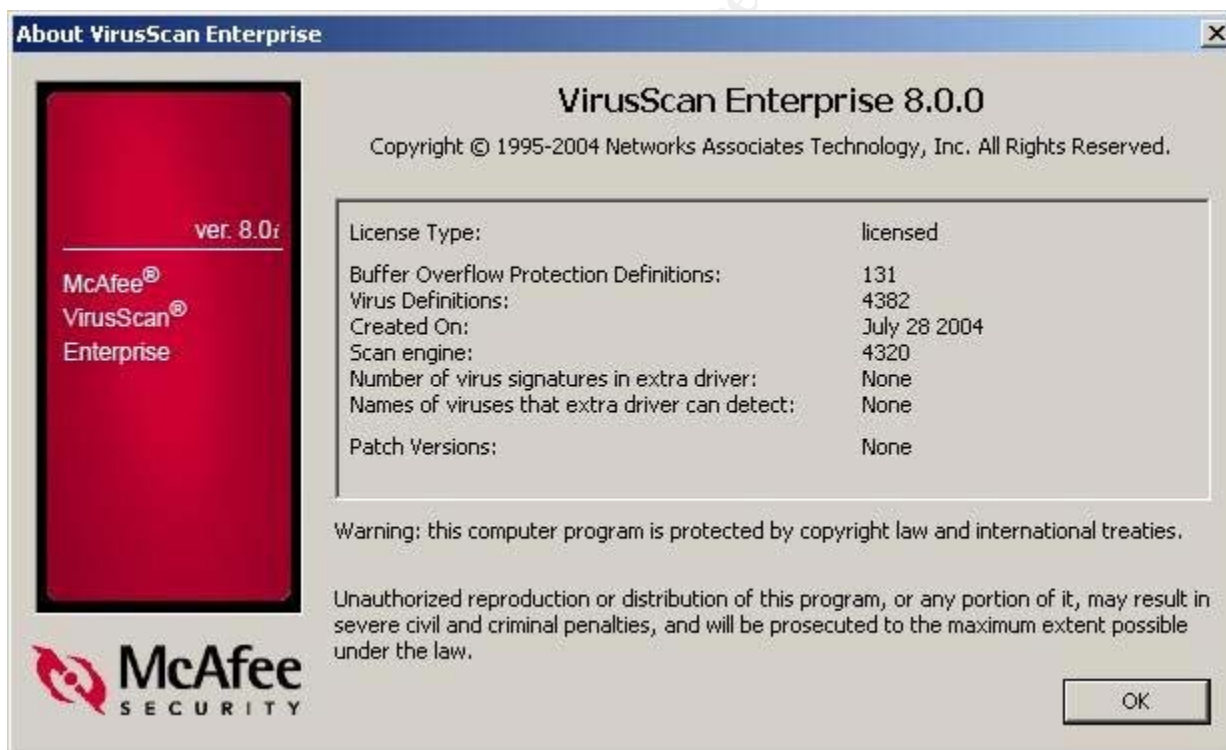 About VirusScan Enterprise
VirusScan Enterprise 8.0.0
Copyright © 1995-2004 Networks Associates Technology, Inc. All Rights Reserved.
ver. 8.0i
McAfee®
VirusScan®
Enterprise
License Type: licensed
Buffer Overflow Protection Definitions: 131
Virus Definitions: 4382
Created On: July 28 2004
Scan engine: 4320
Number of virus signatures in extra driver: None
Names of viruses that extra driver can detect: None
Patch Versions: None
Warning: this computer program is protected by copyright law and international treaties.
Unauthorized reproduction or distribution of this program, or any portion of it, may result in
severe civil and criminal penalties, and will be prosecuted to the maximum extent possible
under the law.
McAfee
SECURITY
OK